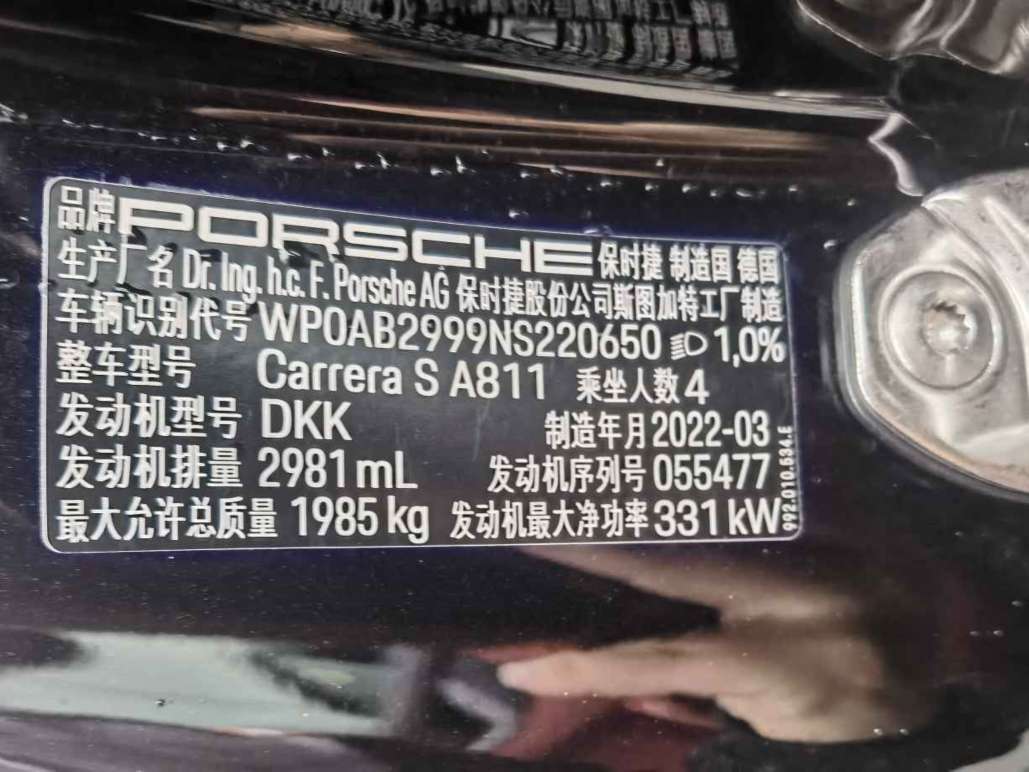 品牌 PORSCHE 保时捷 制造国 德国
生产厂名 Dr. Ing. h.c. F. Porsche AG 保时捷股份公司斯图加特工厂制造
车辆识别代号 WP0AB2999NS220650 1,0%
整车型号 Carrera S A811 乘坐人数 4
发动机型号 DKK 制造年月 2022-03
发动机排量 2981 mL 发动机序列号 055477
最大允许总质量 1985 kg 发动机最大净功率 331 kW
992.010.534.E